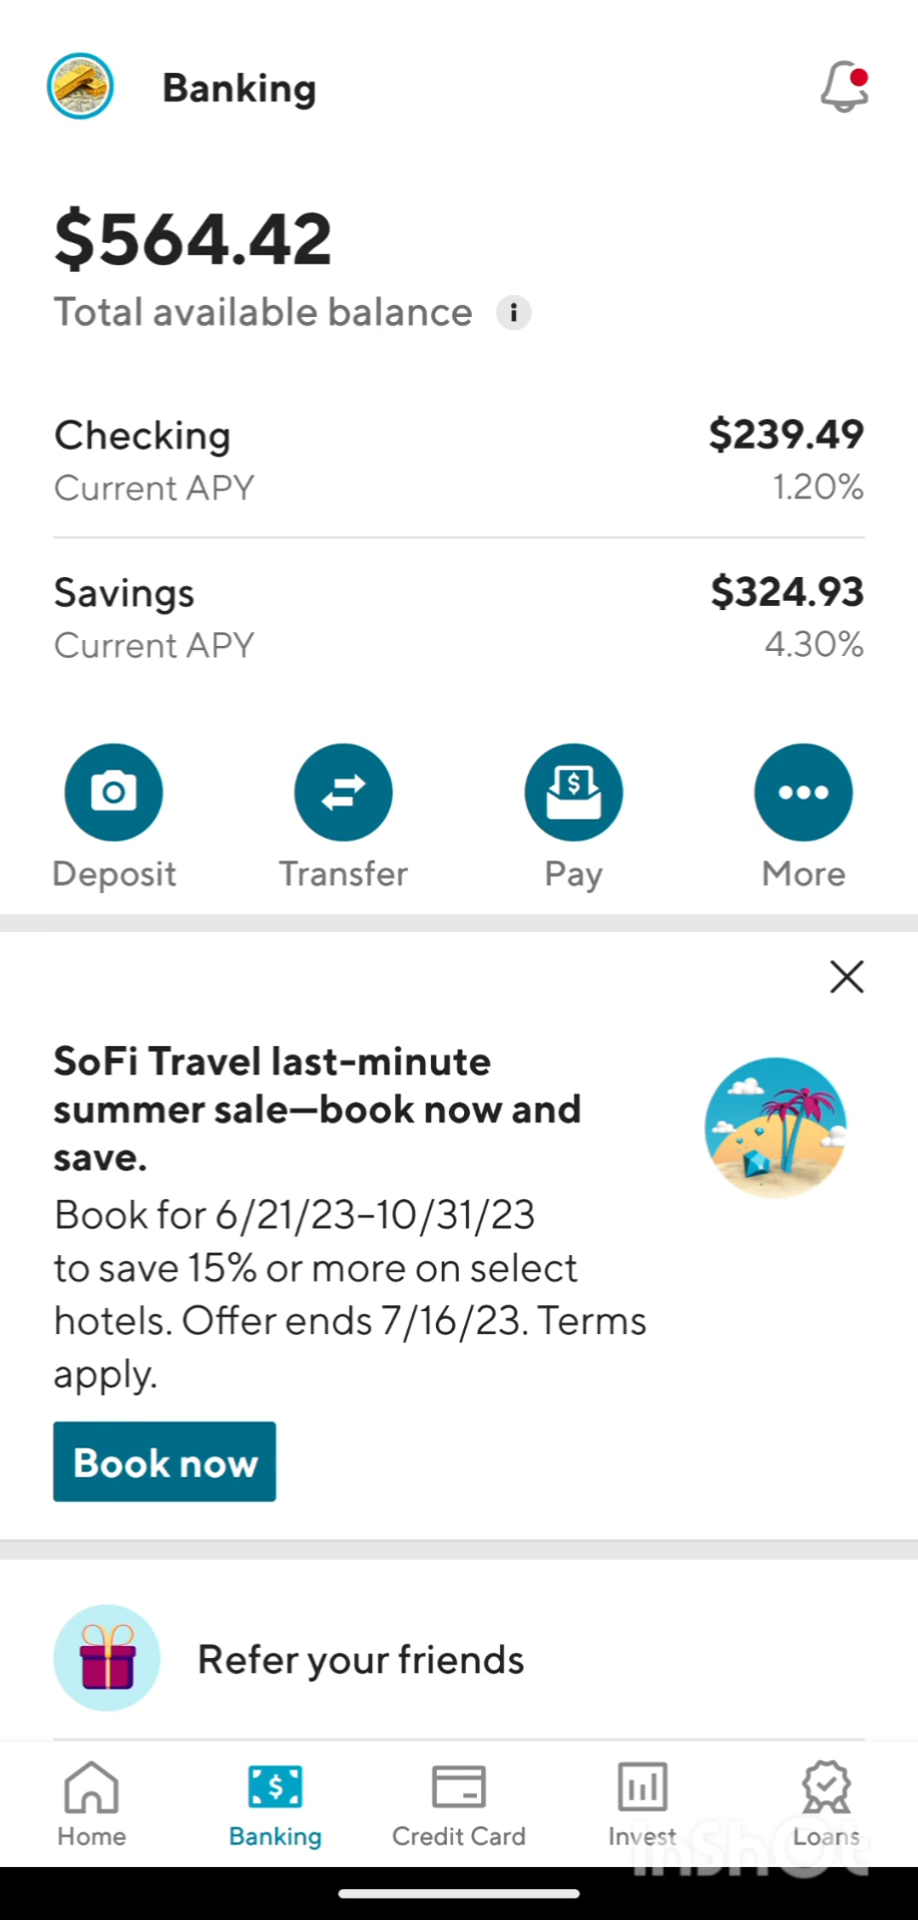 Banking
$564.42
Total available balance i
Checking $239.49
Current APY 1.20%
Savings $324.93
Current APY 4.30%
$
Deposit Transfer Pay More
SoFi Travel last-minute
summer sale—book now and
save.
Book for 6/21/23–10/31/23
to save 15% or more on select
hotels. Offer ends 7/16/23. Terms
apply.
Book now
Refer your friends
$
Home Banking Credit Card Invest Loans
InShOt